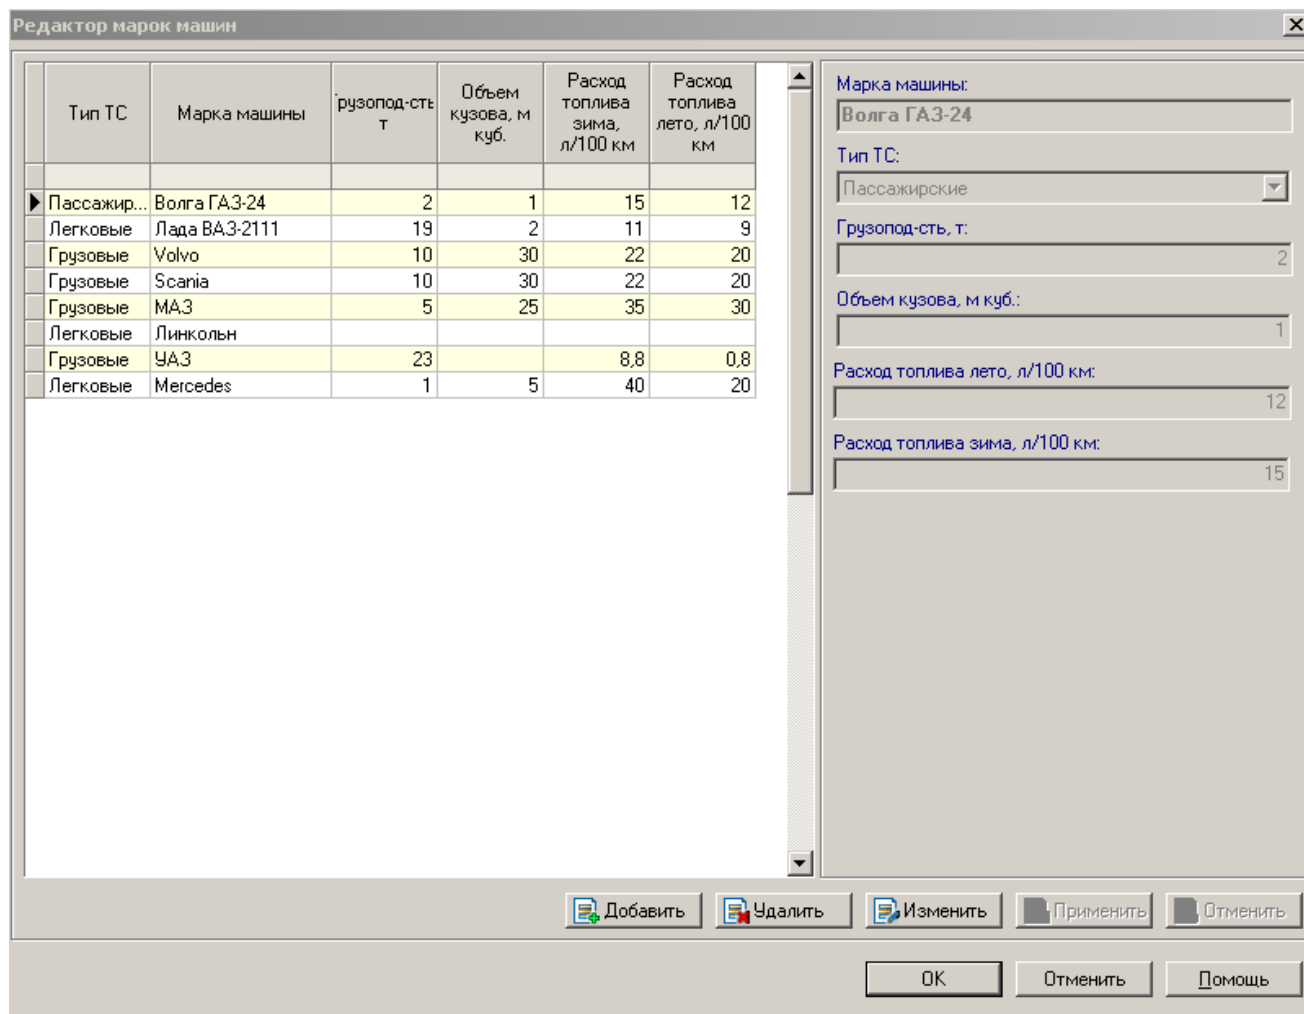 Редактор марок машин
Тип ТС Марка машины Грузопод-сть т Объем кузова, м куб. Расход топлива зима, л/100 км Расход топлива лето, л/100 км
Пассажир... Волга ГАЗ-24 2 1 15 12
Легковые Лада ВАЗ-2111 19 2 11 9
Грузовые Volvo 10 30 22 20
Грузовые Scania 10 30 22 20
Грузовые МАЗ 5 25 35 30
Легковые Линкольн
Грузовые УАЗ 23 8,8 0,8
Легковые Mercedes 1 5 40 20
Марка машины:
Волга ГАЗ-24
Тип ТС:
Пассажирские
Грузопод-сть, т:
2
Объем кузова, м куб.:
1
Расход топлива лето, л/100 км:
12
Расход топлива зима, л/100 км:
15
Добавить Удалить Изменить Применить Отменить
OK Отменить Помощь